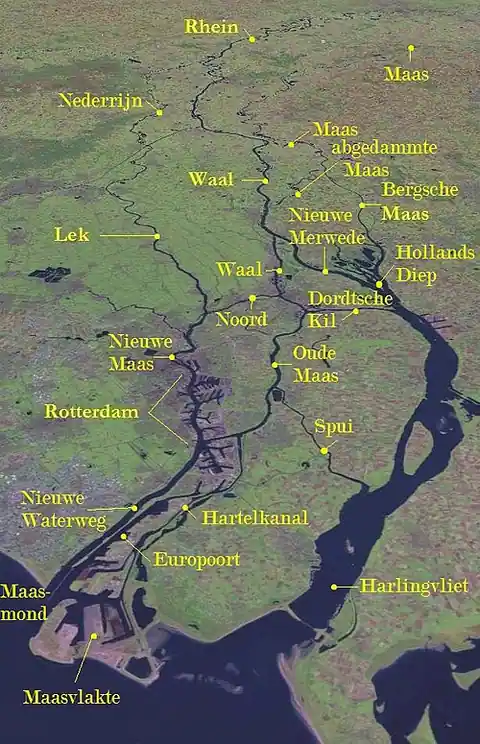 Rhein
Maas
Nederrijn
Maas
abgedammte
Maas
Waal
Bergsche
Maas
Nieuwe
Merwede
Lek
Hollands
Diep
Waal
Dordtsche
Kil
Noord
Nieuwe
Maas
Oude
Maas
Rotterdam
Spui
Nieuwe
Waterweg
Hartelkanal
Europoort
Maas-
mond
Harlingvliet
Maasvlakte